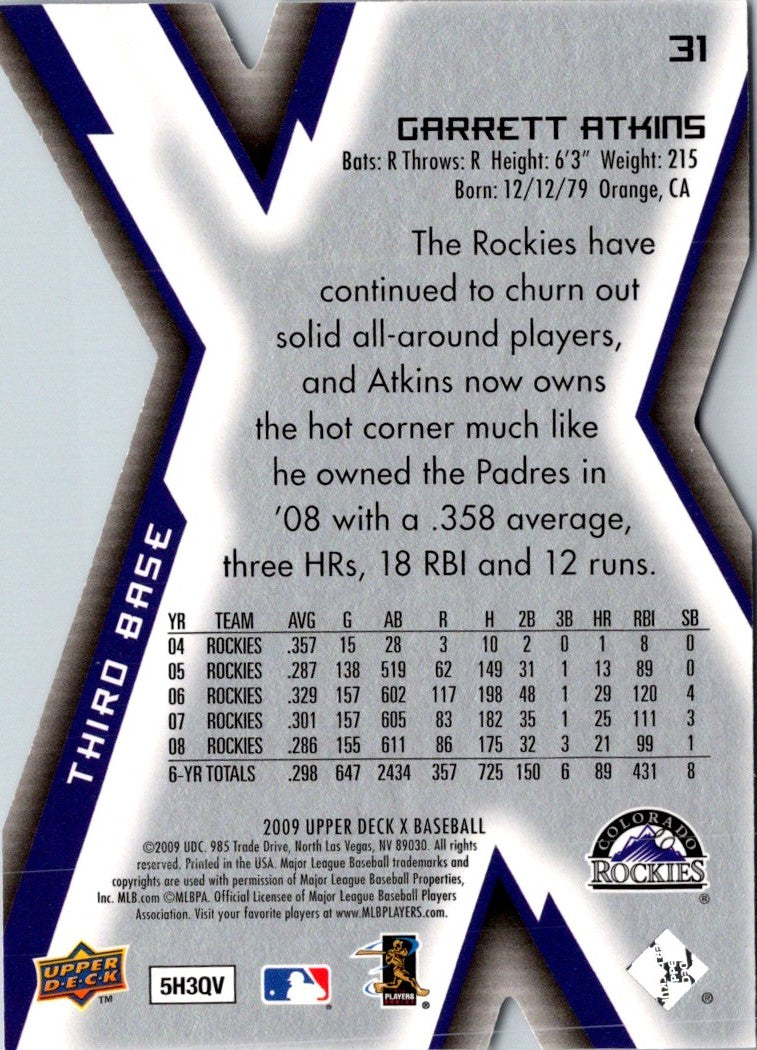 31
GARRETT ATKINS
Bats: R Throws: R Height: 6'3" Weight: 215
Born: 12/12/79 Orange, CA
The Rockies have
continued to churn out
solid all-around players,
and Atkins now owns
the hot corner much like
he owned the Padres in
'08 with a .358 average,
three HRs, 18 RBI and 12 runs.
THIRD BASE
YR TEAM AVG G AB R H 2B 3B HR RBI SB
04 ROCKIES .357 15 28 3 10 2 0 1 8 0
05 ROCKIES .287 138 519 62 149 31 1 13 89 0
06 ROCKIES .329 157 602 117 198 48 1 29 120 4
07 ROCKIES .301 157 605 83 182 35 1 25 111 3
08 ROCKIES .286 155 611 86 175 32 3 21 99 1
6-YR TOTALS .298 647 2434 357 725 150 6 89 431 8
2009 UPPER DECK X BASEBALL
©2009 UDC. 985 Trade Drive, North Las Vegas, NV 89030. All rights
reserved. Printed in the USA. Major League Baseball trademarks and
copyrights are used with permission of Major League Baseball Properties,
Inc. MLB.com ©MLBPA. Official Licensee of Major League Baseball Players
Association. Visit your favorite players at www.MLBPLAYERS.com.
COLORADO
ROCKIES
®
UPPER
D·E·C·K
TM
5H3QV
®
PLAYERS
®
®